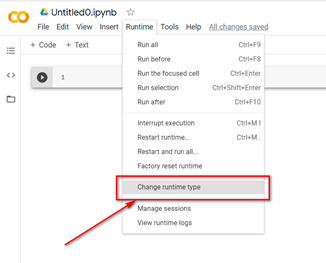 Untitled0.ipynb
File Edit View Insert Runtime Tools Help All changes saved
+ Code + Text
1
Run all Ctrl+F9
Run before Ctrl+F8
Run the focused cell Ctrl+Enter
Run selection Ctrl+Shift+Enter
Run after Ctrl+F10
Interrupt execution Ctrl+M I
Restart runtime... Ctrl+M .
Restart and run all...
Factory reset runtime
Change runtime type
Manage sessions
View runtime logs